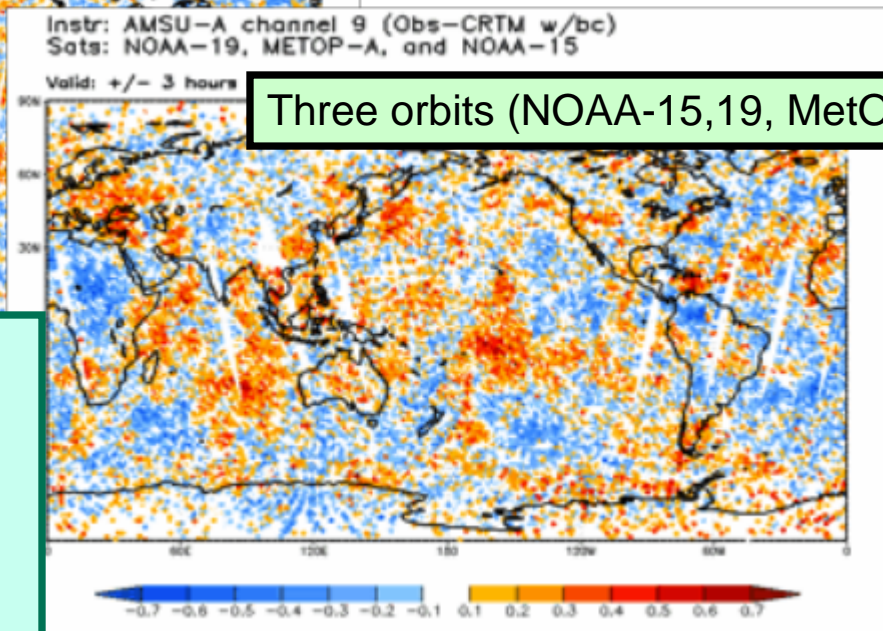 Instr: AMSU-A channel 9 (Obs-CRTM w/bc)
Sats: NOAA-19, METOP-A, and NOAA-15
Valid: +/- 3 hours
Three orbits (NOAA-15,19, MetO
90N
60N
30N
0 60E 120E 180 120W 60W 0
-0.7 -0.6 -0.5 -0.4 -0.3 -0.2 -0.1 0.1 0.2 0.3 0.4 0.5 0.6 0.7